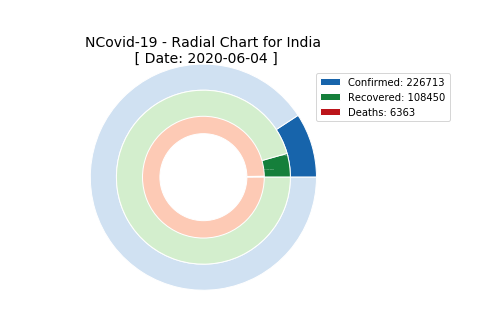 NCovid-19 - Radial Chart for India
[ Date: 2020-06-04 ]
Confirmed: 226713
Recovered: 108450
Deaths: 6363